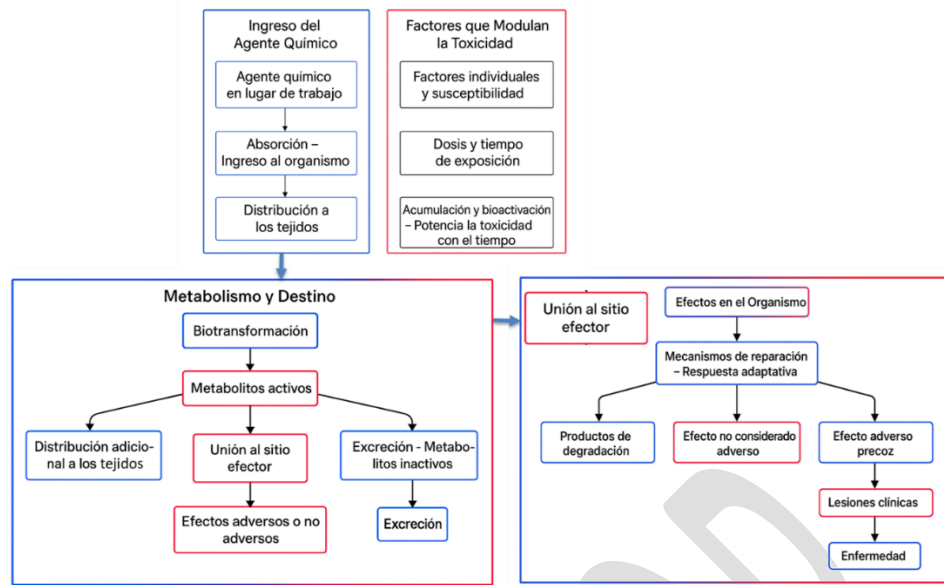 Ingreso del
Agente Químico
Agente químico
en lugar de trabajo
Absorción –
Ingreso al organismo
Distribución a
los tejidos
Factores que Modulan
la Toxicidad
Factores individuales
y susceptibilidad
Dosis y tiempo
de exposición
Acumulación y bioactivación
– Potencia la toxicidad
con el tiempo
Metabolismo y Destino
Biotransformación
Metabolitos activos
Distribución adicio-
nal a los tejidos
Unión al sitio
efector
Efectos adversos o no
adversos
Excreción - Metabo-
litos inactivos
Excreción
Unión al sitio
efector
Efectos en el Organismo
Mecanismos de reparación
– Respuesta adaptativa
Productos de
degradación
Efecto no considerado
adverso
Efecto adverso
precoz
Lesiones clínicas
Enfermedad